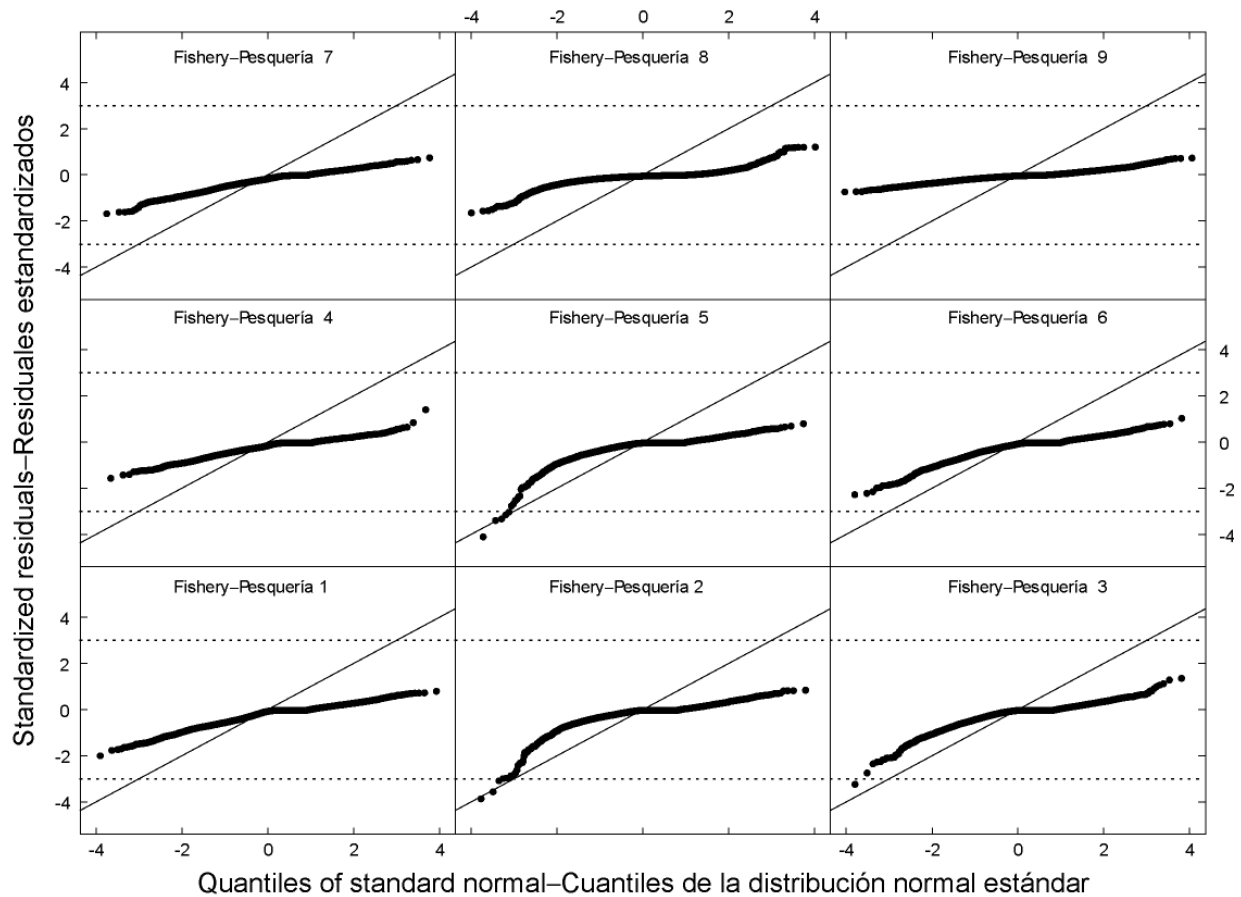 -4 -2 0 2 4
Fishery–Pesquería 7
Fishery–Pesquería 8
Fishery–Pesquería 9
4
2
0
-2
-4
Fishery–Pesquería 4
Fishery–Pesquería 5
Fishery–Pesquería 6
4
2
0
-2
-4
Fishery–Pesquería 1
Fishery–Pesquería 2
Fishery–Pesquería 3
4
2
0
-2
-4
-4 -2 0 2 4
-4 -2 0 2 4
Standardized residuals–Residuales estandarizados
Quantiles of standard normal–Cuantiles de la distribución normal estándar